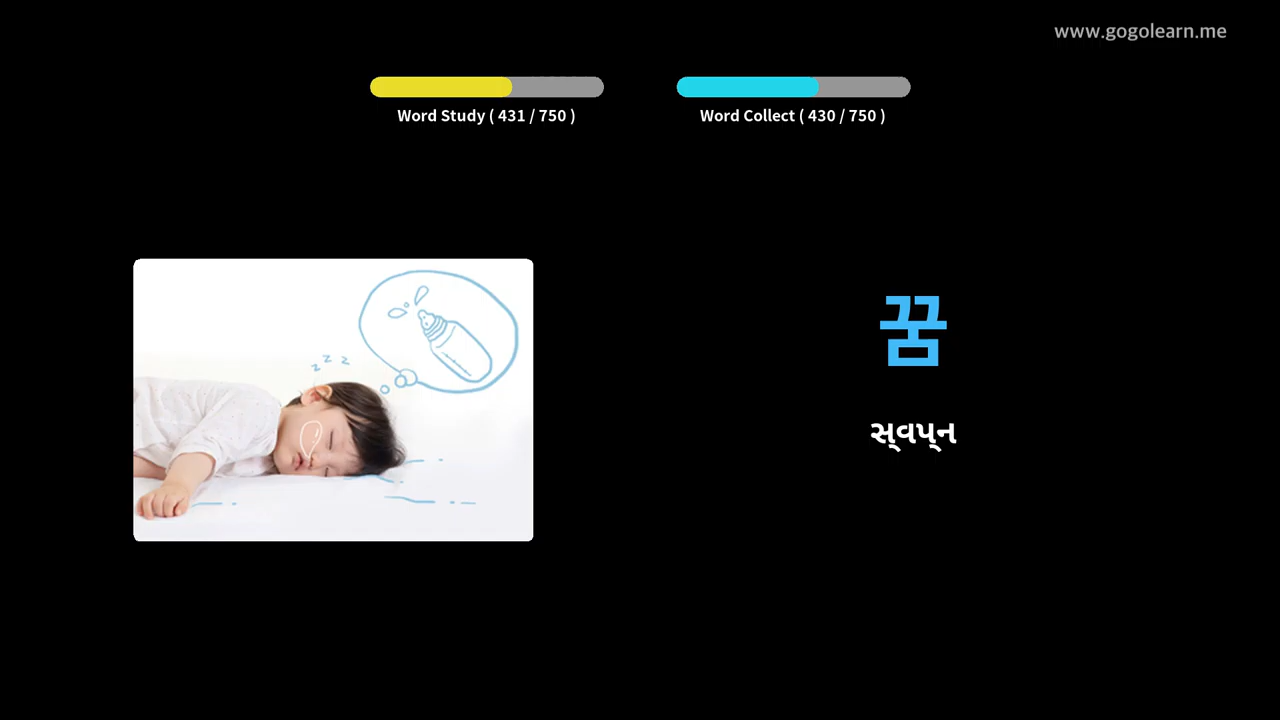 www.gogolearn.me
Word Study ( 431 / 750 )
Word Collect ( 430 / 750 )
z z z
꿈
સ્વપ્ન